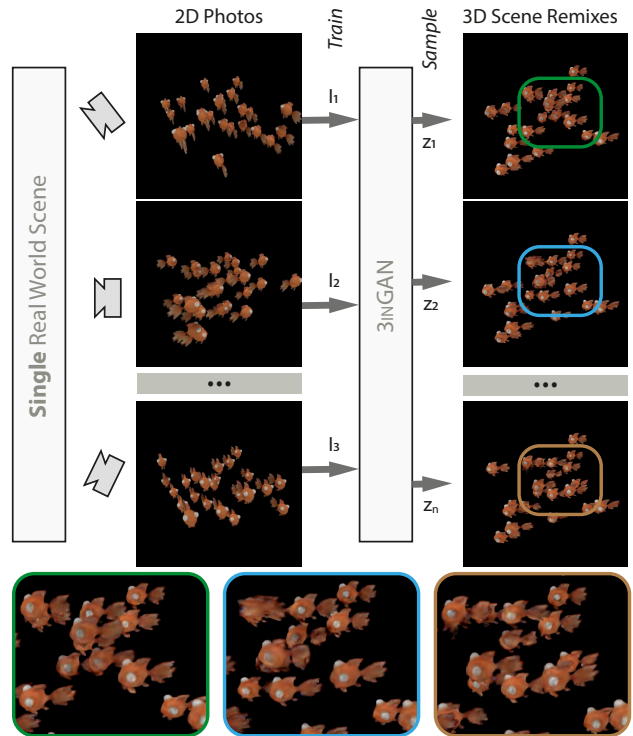 2D Photos
Train
Sample
3D Scene Remixes
Single Real World Scene
I₁
z₁
I₂
3INGAN
z₂
•••
•••
I₃
zₙ